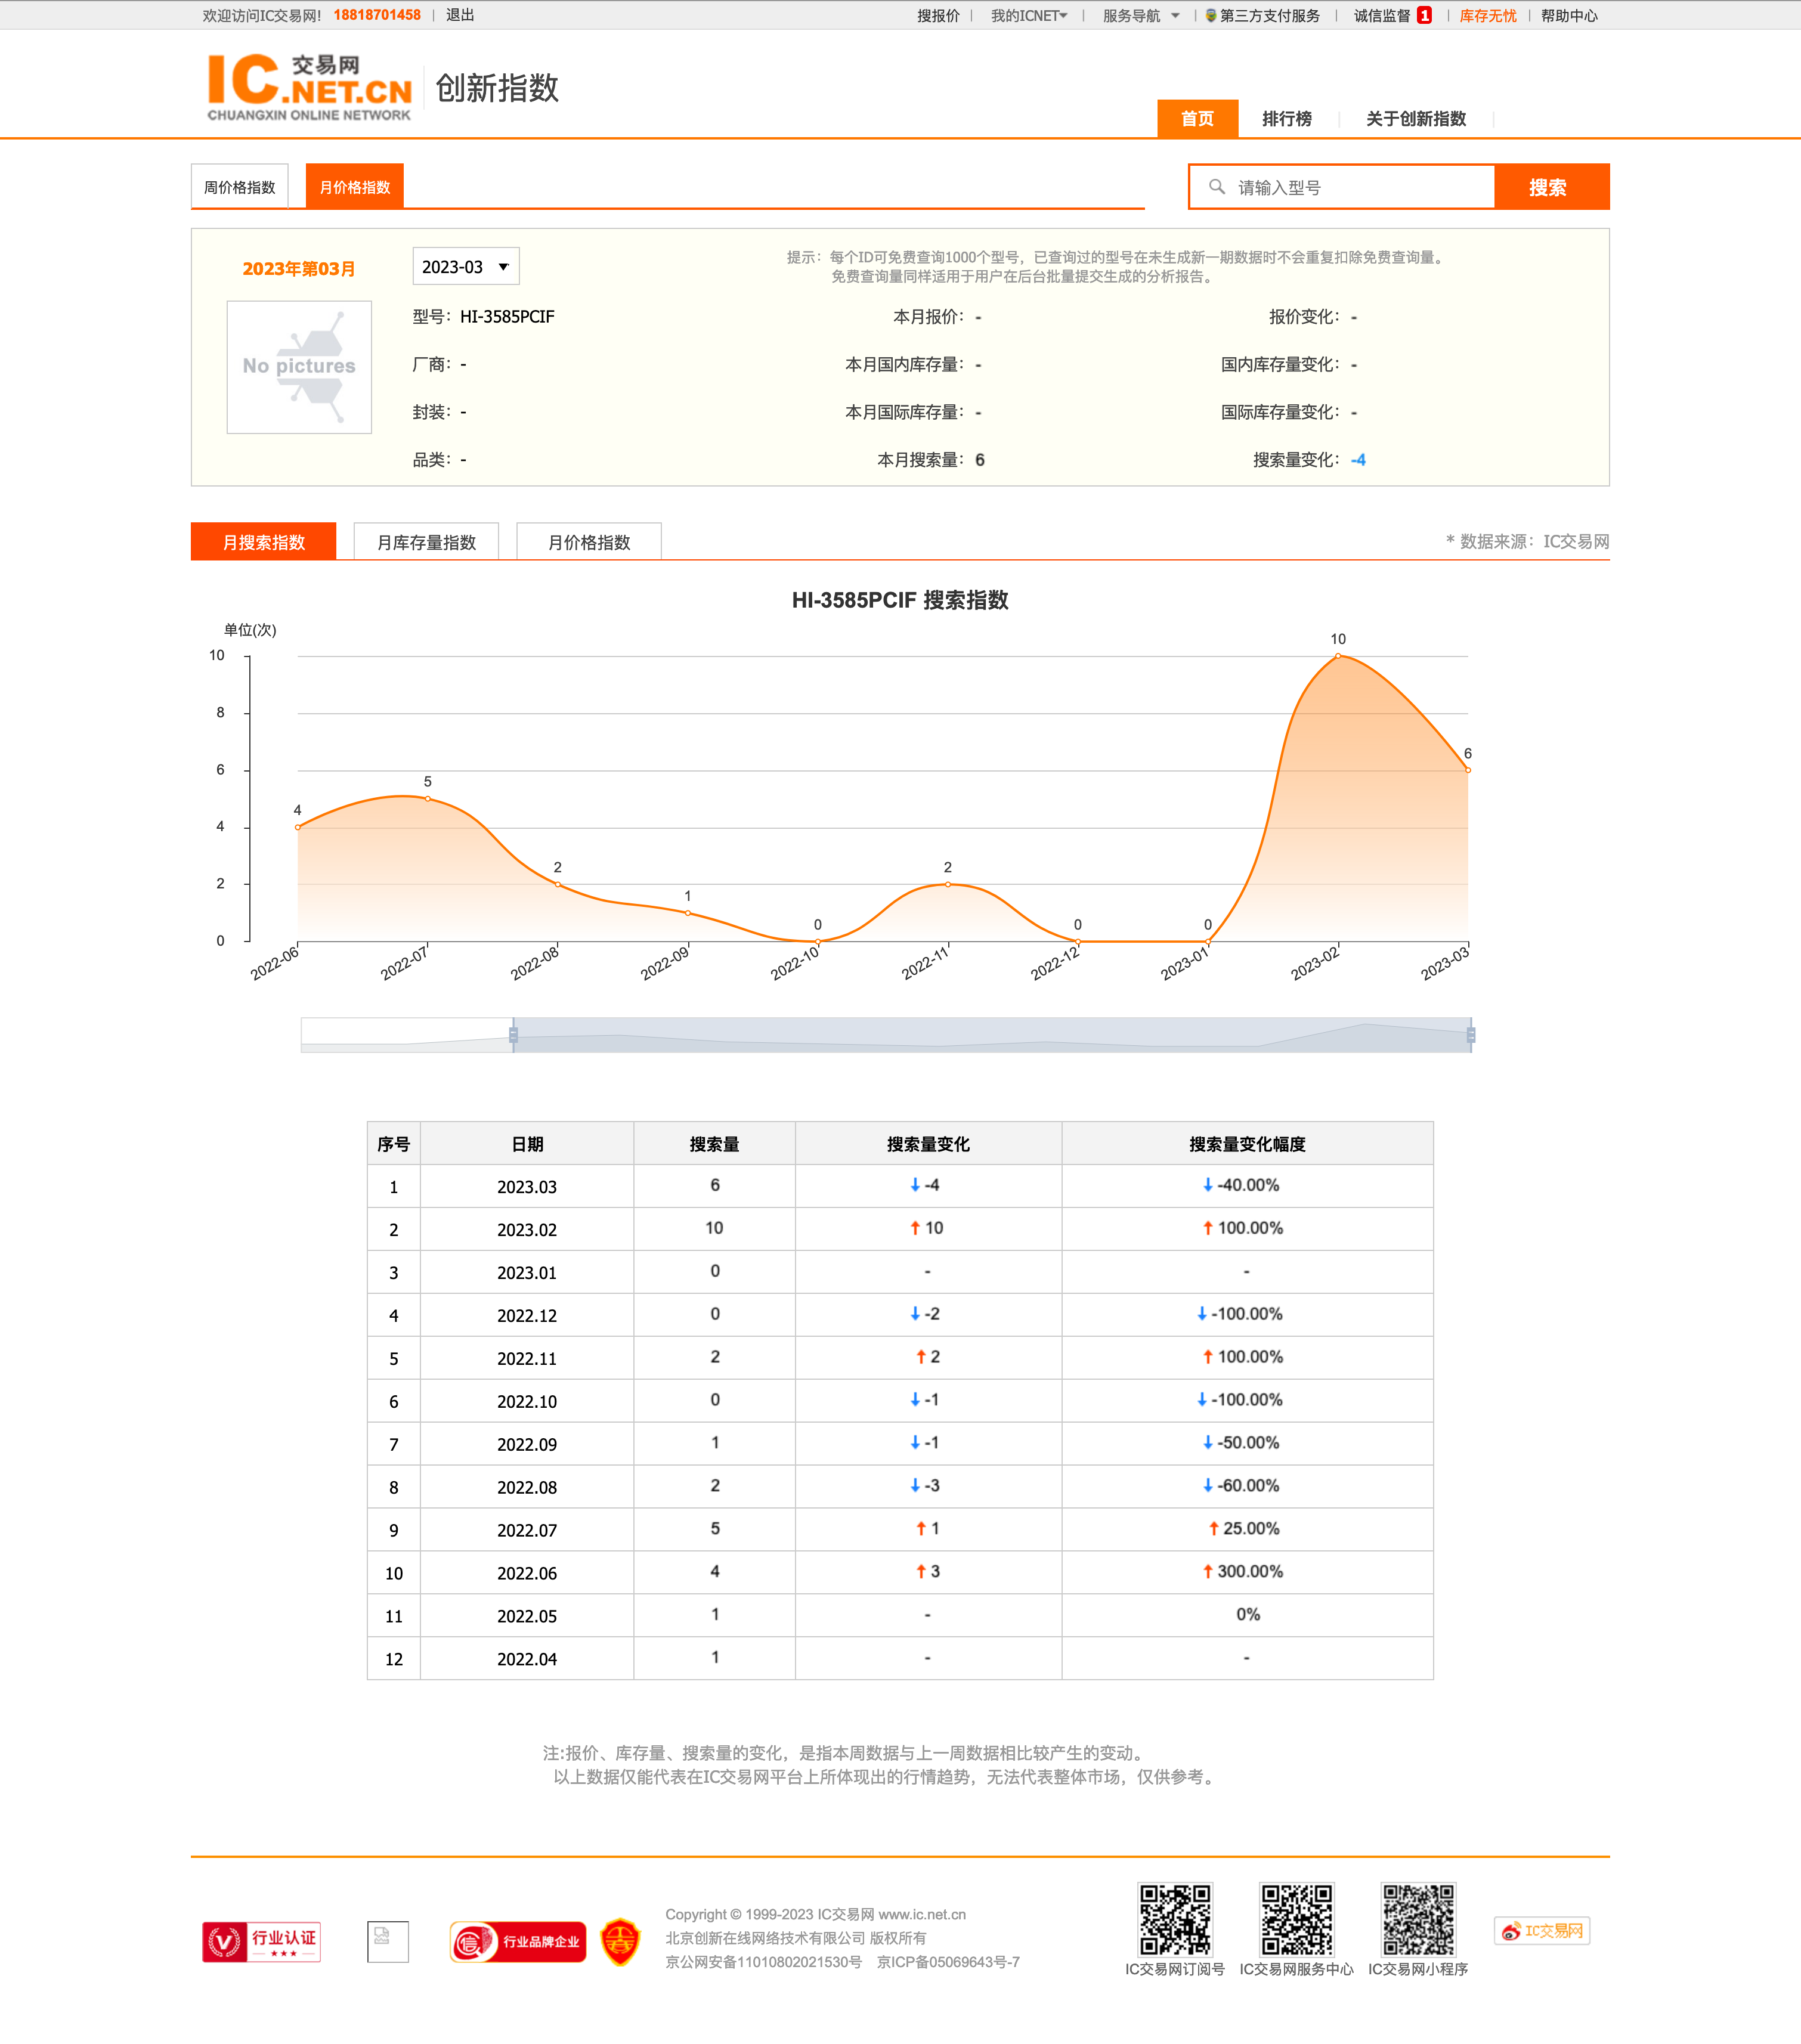 欢迎访问IC交易网! 18818701458 | 退出 搜报价 | 我的ICNET | 服务导航 | 第三方支付服务 | 诚信监督 1 | 库存无忧 | 帮助中心
IC 交易网 .NET.CN
CHUANGXIN ONLINE NETWORK
创新指数
首页 排行榜 关于创新指数
周价格指数 月价格指数 请输入型号 搜索
2023年第03月 2023-03
提示：每个ID可免费查询1000个型号，已查询过的型号在未生成新一期数据时不会重复扣除免费查询量。
免费查询量同样适用于用户在后台批量提交生成的分析报告。
No pictures
型号：HI-3585PCIF 本月报价：- 报价变化：-
厂商：- 本月国内库存量：- 国内库存量变化：-
封装：- 本月国际库存量：- 国际库存量变化：-
品类：- 本月搜索量：6 搜索量变化：-4
月搜索指数 月库存量指数 月价格指数 * 数据来源：IC交易网
HI-3585PCIF 搜索指数
单位(次)
10
8
6
4
2
0
4 5 2 1 0 2 0 0 10 6
2022-06 2022-07 2022-08 2022-09 2022-10 2022-11 2022-12 2023-01 2023-02 2023-03
序号 日期 搜索量 搜索量变化 搜索量变化幅度
1 2023.03 6 ↓ -4 ↓ -40.00%
2 2023.02 10 ↑ 10 ↑ 100.00%
3 2023.01 0 - -
4 2022.12 0 ↓ -2 ↓ -100.00%
5 2022.11 2 ↑ 2 ↑ 100.00%
6 2022.10 0 ↓ -1 ↓ -100.00%
7 2022.09 1 ↓ -1 ↓ -50.00%
8 2022.08 2 ↓ -3 ↓ -60.00%
9 2022.07 5 ↑ 1 ↑ 25.00%
10 2022.06 4 ↑ 3 ↑ 300.00%
11 2022.05 1 - 0%
12 2022.04 1 - -
注:报价、库存量、搜索量的变化，是指本周数据与上一周数据相比较产生的变动。
以上数据仅能代表在IC交易网平台上所体现出的行情趋势，无法代表整体市场，仅供参考。
行业认证
信 行业品牌企业
Copyright © 1999-2023 IC交易网 www.ic.net.cn
北京创新在线网络技术有限公司 版权所有
京公网安备11010802021530号 京ICP备05069643号-7
IC交易网订阅号 IC交易网服务中心 IC交易网小程序
IC交易网